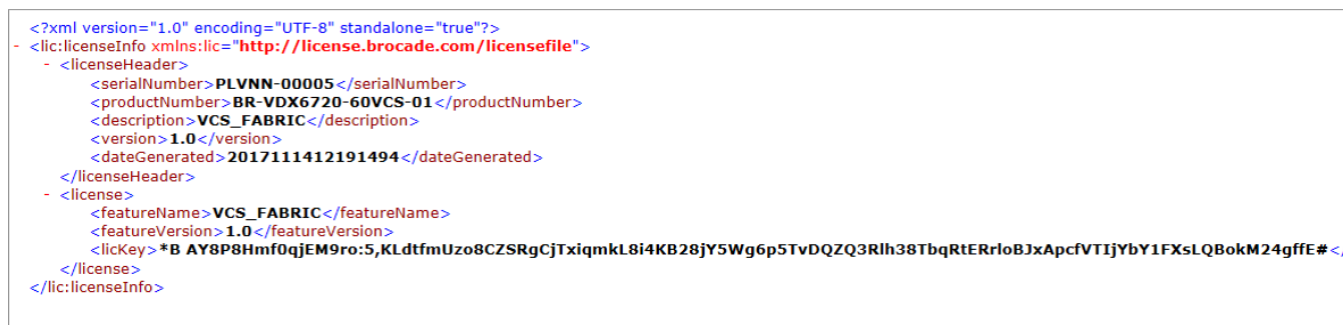 <?xml version="1.0" encoding="UTF-8" standalone="true"?>
- <lic:licenseInfo xmlns:lic="http://license.brocade.com/licensefile">
- <licenseHeader>
<serialNumber>PLVNN-00005</serialNumber>
<productNumber>BR-VDX6720-60VCS-01</productNumber>
<description>VCS_FABRIC</description>
<version>1.0</version>
<dateGenerated>2017111412191494</dateGenerated>
</licenseHeader>
- <license>
<featureName>VCS_FABRIC</featureName>
<featureVersion>1.0</featureVersion>
<licKey>*B AY8P8Hmf0qjEM9ro:5,KLdtfmUzo8CZSRgCjTxiqmkL8i4KB28jY5Wg6p5TvDQZQ3Rlh38TbqRtERrloBJxApcfVTIjYbY1FXsLQBokM24gffE#</
</license>
</lic:licenseInfo>